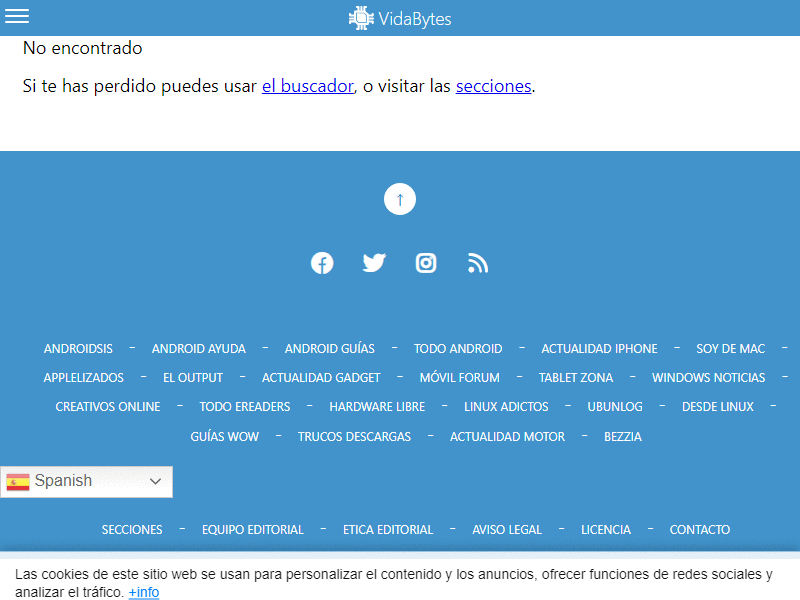 VidaBytes
No encontrado
Si te has perdido puedes usar el buscador, o visitar las secciones.
↑
ANDROIDSIS – ANDROID AYUDA – ANDROID GUÍAS – TODO ANDROID – ACTUALIDAD IPHONE – SOY DE MAC –
APPLELIZADOS – EL OUTPUT – ACTUALIDAD GADGET – MÓVIL FORUM – TABLET ZONA – WINDOWS NOTICIAS –
CREATIVOS ONLINE – TODO EREADERS – HARDWARE LIBRE – LINUX ADICTOS – UBUNLOG – DESDE LINUX –
GUÍAS WOW – TRUCOS DESCARGAS – ACTUALIDAD MOTOR – BEZZIA
Spanish
SECCIONES – EQUIPO EDITORIAL – ETICA EDITORIAL – AVISO LEGAL – LICENCIA – CONTACTO
Las cookies de este sitio web se usan para personalizar el contenido y los anuncios, ofrecer funciones de redes sociales y
analizar el tráfico. +info